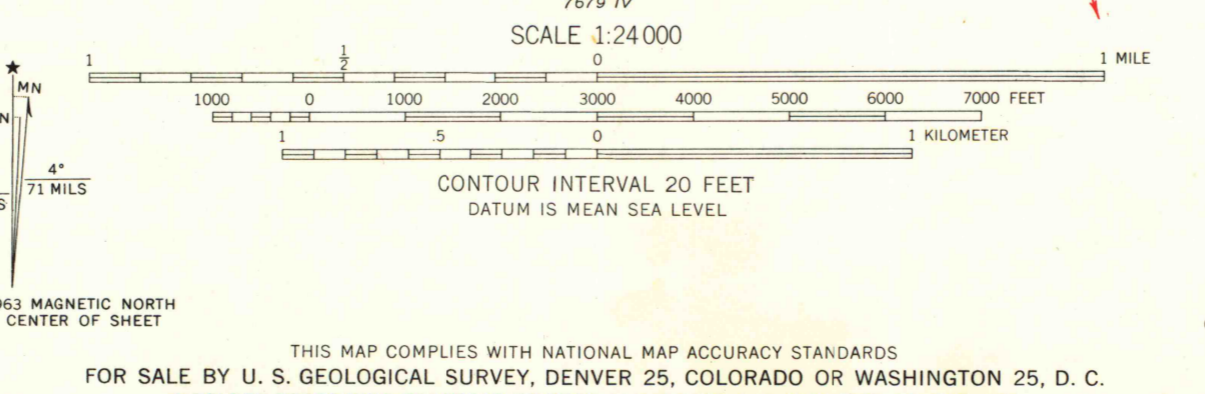 7679 IV
SCALE 1:24 000
1 1/2 0 1 MILE
1000 0 1000 2000 3000 4000 5000 6000 7000 FEET
1 .5 0 1 KILOMETER
CONTOUR INTERVAL 20 FEET
DATUM IS MEAN SEA LEVEL
★
MN
N
4°
71 MILS
S
963 MAGNETIC NORTH
CENTER OF SHEET
THIS MAP COMPLIES WITH NATIONAL MAP ACCURACY STANDARDS
FOR SALE BY U. S. GEOLOGICAL SURVEY, DENVER 25, COLORADO OR WASHINGTON 25, D. C.